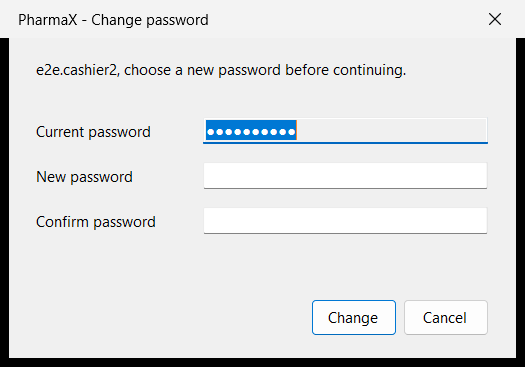 PharmaX - Change password
e2e.cashier2, choose a new password before continuing.
Current password ●●●●●●●●●●
New password
Confirm password
Change Cancel